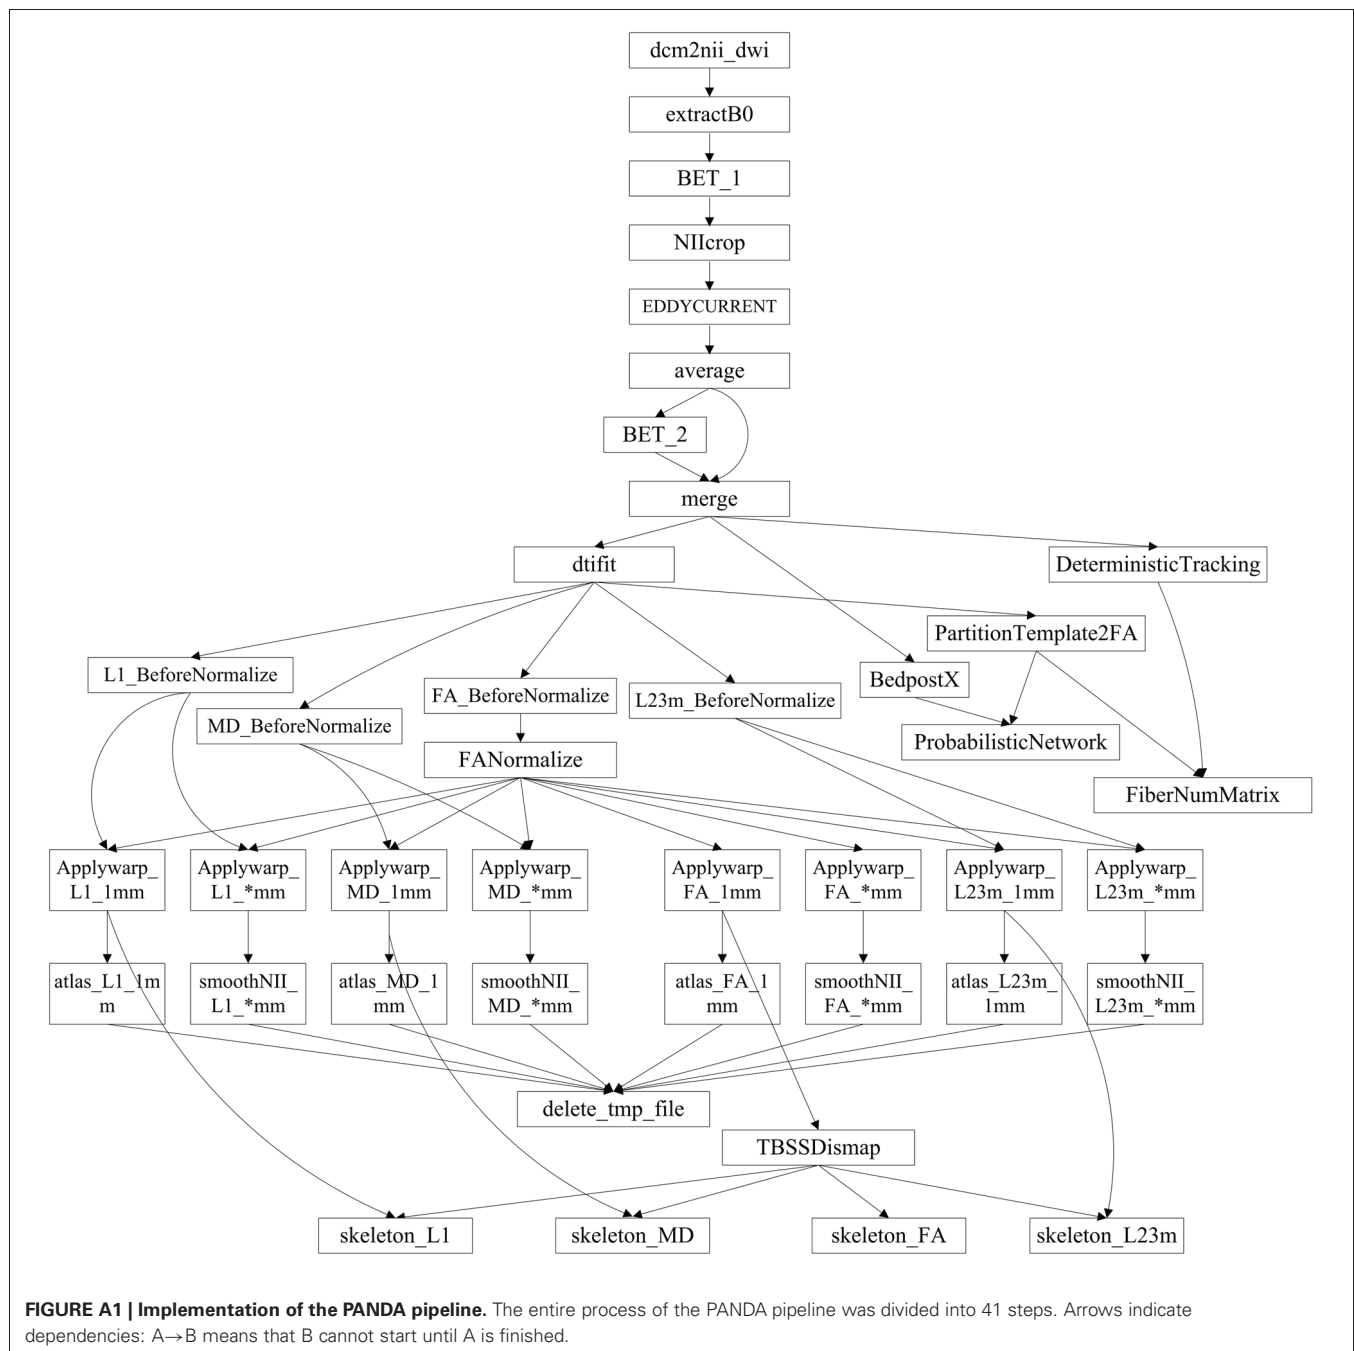 dcm2nii_dwi
extractB0
BET_1
NIIcrop
EDDYCURRENT
average
BET_2
merge
dtifit
DeterministicTracking
PartitionTemplate2FA
L1_BeforeNormalize
FA_BeforeNormalize
L23m_BeforeNormalize
BedpostX
MD_BeforeNormalize
ProbabilisticNetwork
FANormalize
FiberNumMatrix
Applywarp_
L1_1mm
Applywarp_
L1_*mm
Applywarp_
MD_1mm
Applywarp_
MD_*mm
Applywarp_
FA_1mm
Applywarp_
FA_*mm
Applywarp_
L23m_1mm
Applywarp_
L23m_*mm
atlas_L1_1m
m
smoothNII_
L1_*mm
atlas_MD_1
mm
smoothNII_
MD_*mm
atlas_FA_1
mm
smoothNII_
FA_*mm
atlas_L23m_
1mm
smoothNII_
L23m_*mm
delete_tmp_file
TBSSDismap
skeleton_L1
skeleton_MD
skeleton_FA
skeleton_L23m
FIGURE A1 | Implementation of the PANDA pipeline. The entire process of the PANDA pipeline was divided into 41 steps. Arrows indicate
dependencies: A→B means that B cannot start until A is finished.